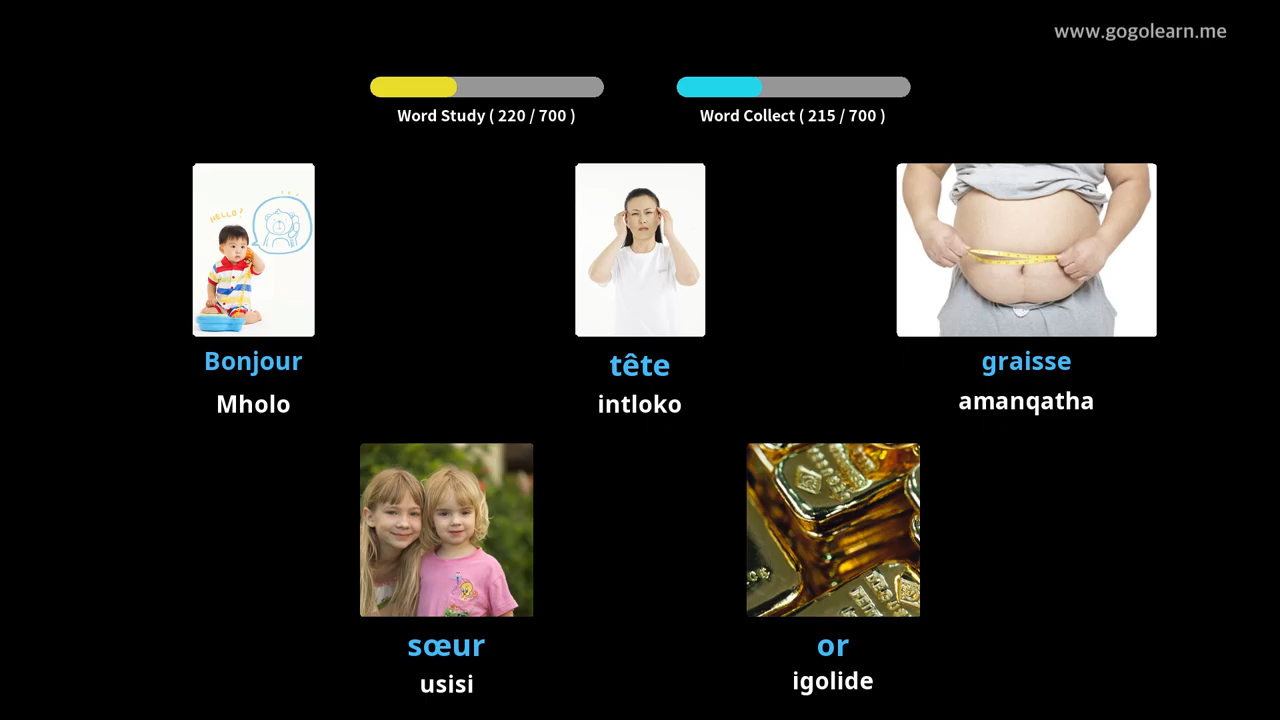 www.gogolearn.me
Word Study ( 220 / 700 )
Word Collect ( 215 / 700 )
HELLO!
Bonjour
Mholo
tête
intloko
graisse
amanqatha
sœur
usisi
or
igolide